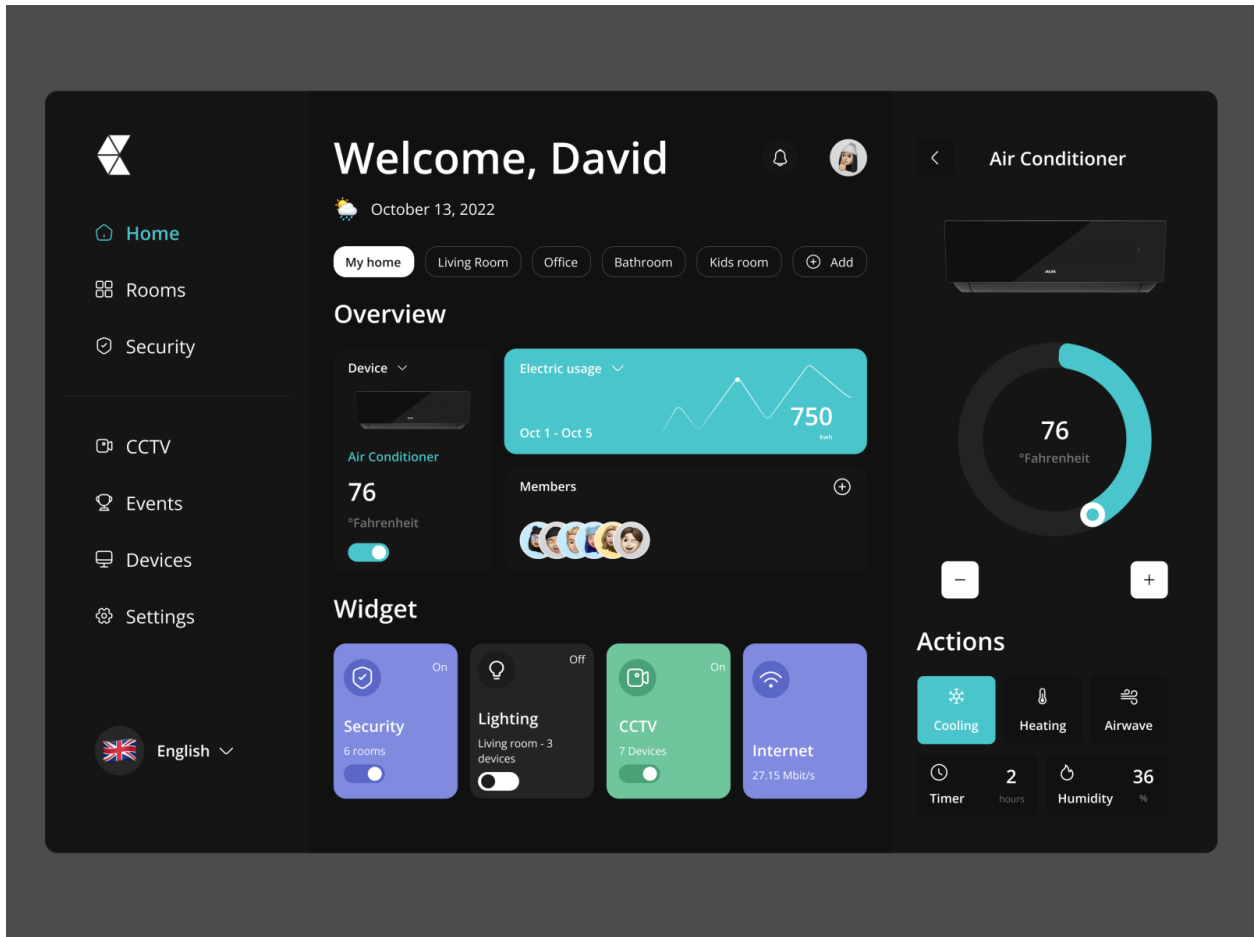 Home
Rooms
Security
CCTV
Events
Devices
Settings
English
Welcome, David
October 13, 2022
My home
Living Room
Office
Bathroom
Kids room
Add
Overview
Device
Air Conditioner
76
°Fahrenheit
Electric usage
Oct 1 - Oct 5
750
kwh
Members
Widget
On
Security
6 rooms
Off
Lighting
Living room - 3
devices
On
CCTV
7 Devices
Internet
27.15 Mbit/s
Air Conditioner
AUX
76
°Fahrenheit
−
+
Actions
Cooling
Heating
Airwave
Timer
2
hours
Humidity
36
%